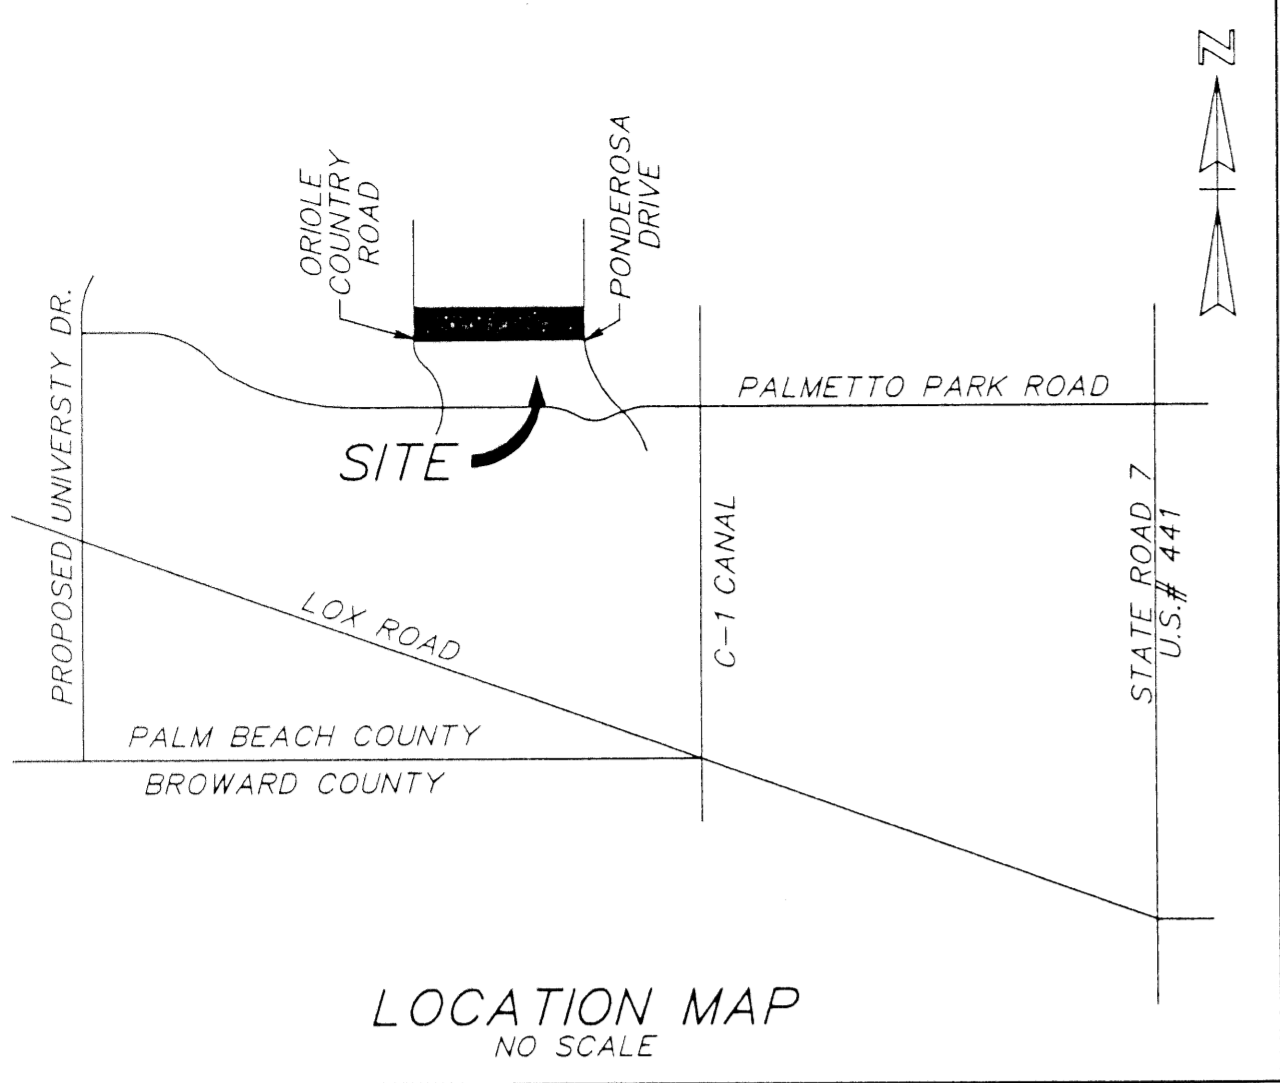 N
ORIOLE
COUNTRY
ROAD
PONDEROSA
DRIVE
PROPOSED UNIVERSTY DR.
PALMETTO PARK ROAD
SITE
C-1 CANAL
STATE ROAD 7
U.S.# 441
LOX ROAD
PALM BEACH COUNTY
BROWARD COUNTY
LOCATION MAP
NO SCALE